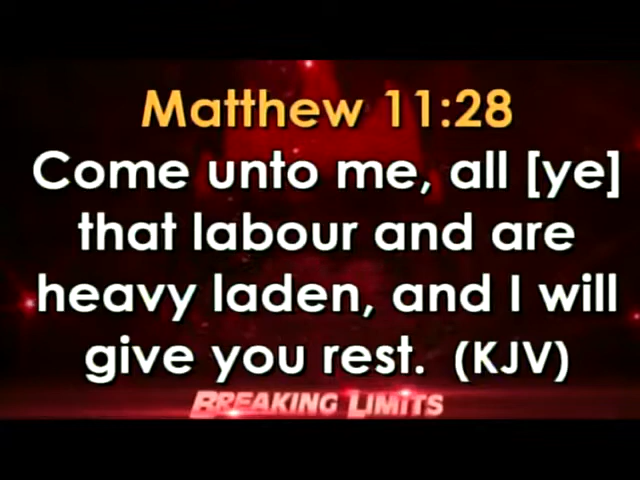 Matthew 11:28
Come unto me, all [ye]
that labour and are
heavy laden, and I will
give you rest. (KJV)
BREAKING LIMITS